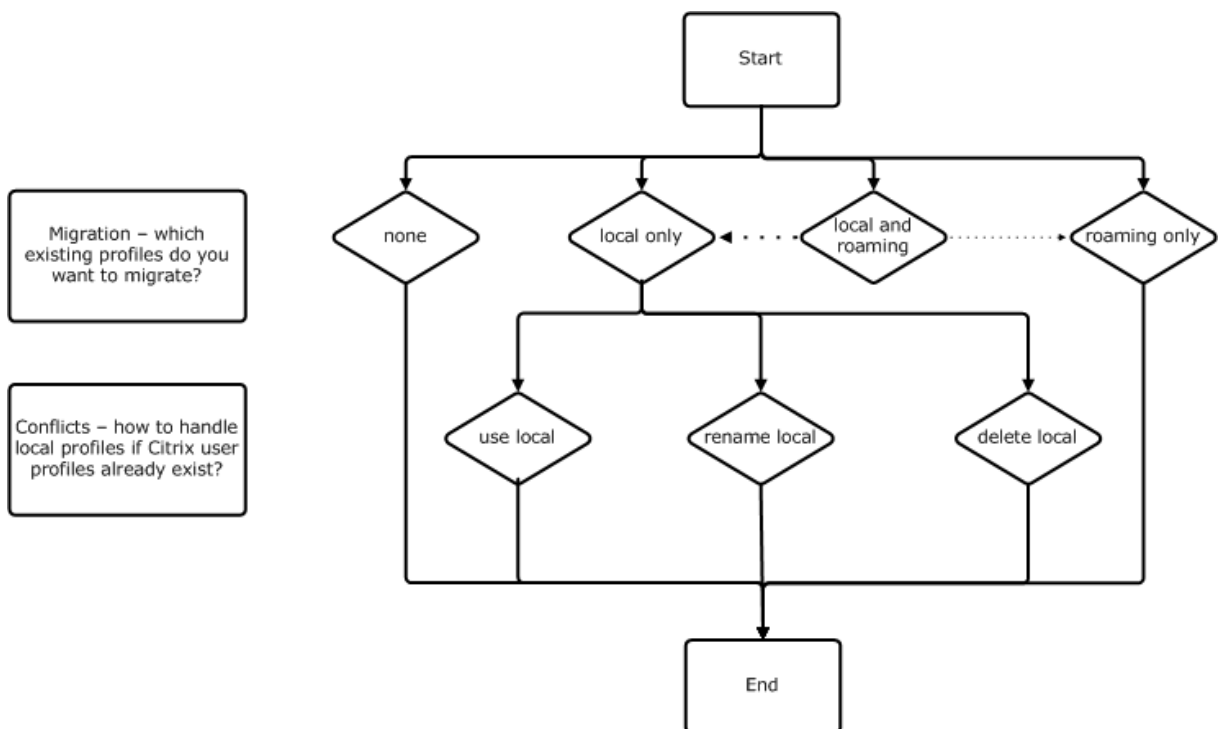 Start
Migration – which
existing profiles do you
want to migrate?
none
local only
local and
roaming
roaming only
Conflicts – how to handle
local profiles if Citrix user
profiles already exist?
use local
rename local
delete local
End